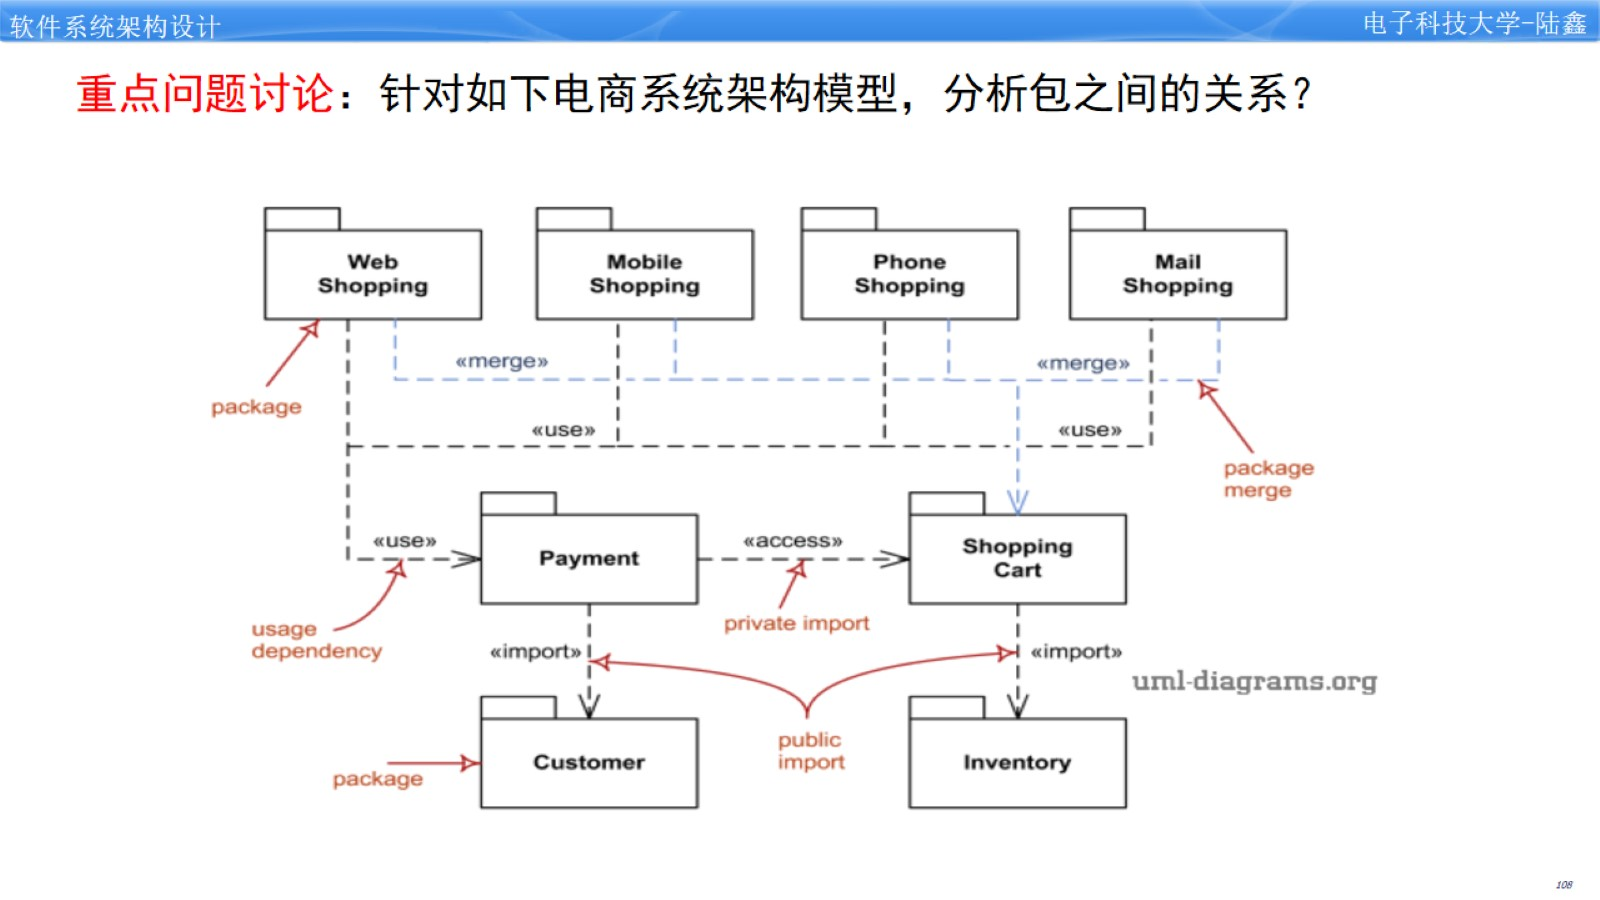 软件系统架构设计
电子科技大学-陆鑫
重点问题讨论：针对如下电商系统架构模型，分析包之间的关系？
Web
Shopping
Mobile
Shopping
Phone
Shopping
Mail
Shopping
«merge»
«merge»
package
«use»
«use»
package
merge
«use»
Payment
«access»
Shopping
Cart
usage
dependency
private import
«import»
«import»
uml-diagrams.org
public
import
Customer
Inventory
package
108